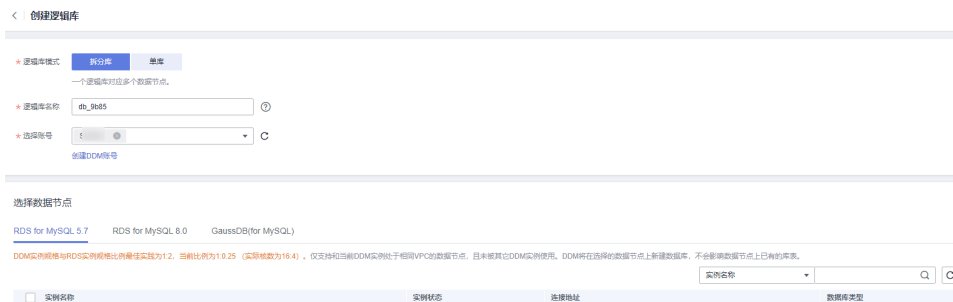 创建逻辑库
* 逻辑库模式 拆分库 单库
一个逻辑库对应多个数据节点。
* 逻辑库名称 db_9b85
* 选择账号
创建DDM账号
选择数据节点
RDS for MySQL 5.7 RDS for MySQL 8.0 GaussDB(for MySQL)
DDM实例规格与RDS实例规格比例最佳实践为1:2，当前比例为1:0.25 （实际核数为16:4），仅支持和当前DDM实例处于相同VPC的数据节点，且未被其它DDM实例使用。DDM将在选择的数据节点上新建数据库，不会影响数据节点上已有的库表。
实例名称
实例名称 实例状态 连接地址 数据库类型